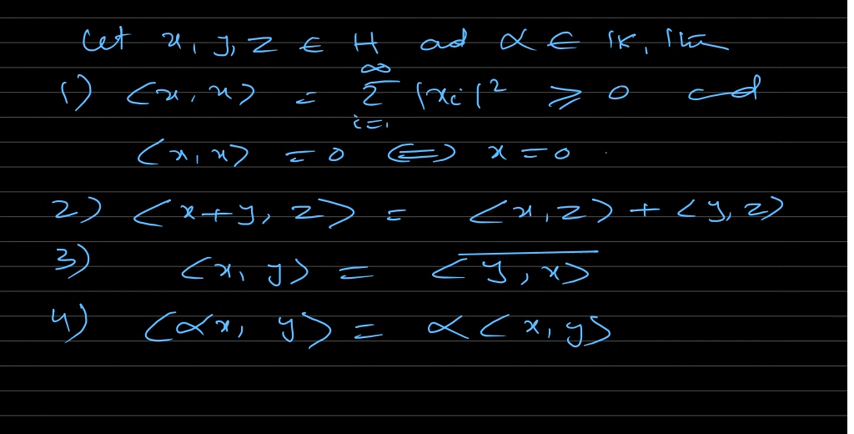 Let x, y, z ∈ H and α ∈ K, then
1) ⟨x, x⟩ = ∑_{i=1}^{∞} |x_i|² ≥ 0 and
⟨x, x⟩ = 0 ⟺ x = 0 .
2) ⟨x+y, z⟩ = ⟨x, z⟩ + ⟨y, z⟩
3) ⟨x, y⟩ = \overline{⟨y, x⟩}
4) ⟨αx, y⟩ = α⟨x, y⟩